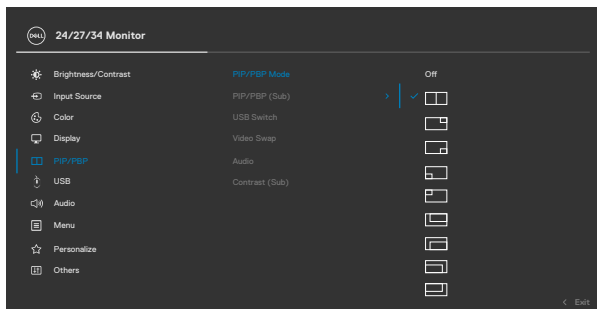 DELL 24/27/34 Monitor
Brightness/Contrast PIP/PBP Mode Off
Input Source PIP/PBP (Sub)
Color USB Switch
Display Video Swap
PIP/PBP Audio
USB Contrast (Sub)
Audio
Menu
Personalize
Others
Exit